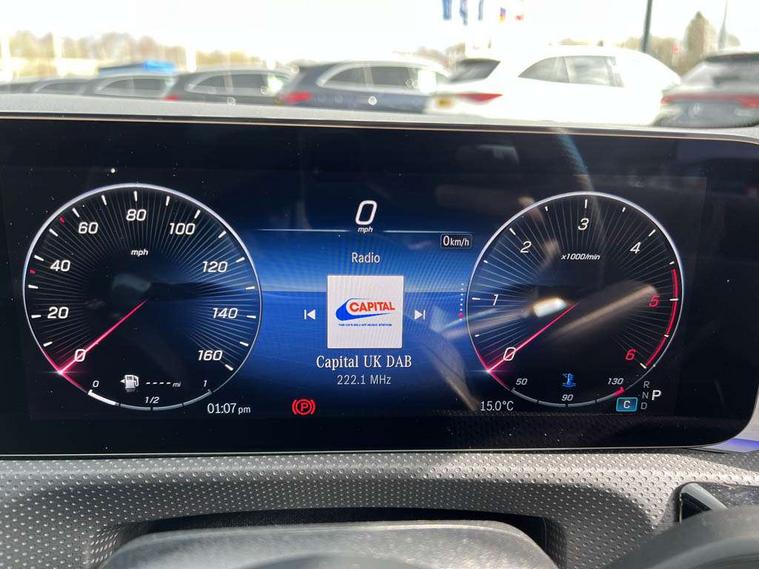 0
mph
0km/h
Radio
CAPITAL
Capital UK DAB
222.1 MHz
0 20 40 60 80 100 120 140 160
mph
0 1/2 1
----- mi
01:07 pm
P
0 1 2 3 4 5 6
x1000/min
50 90 130
15.0°C
C
R
N P
D